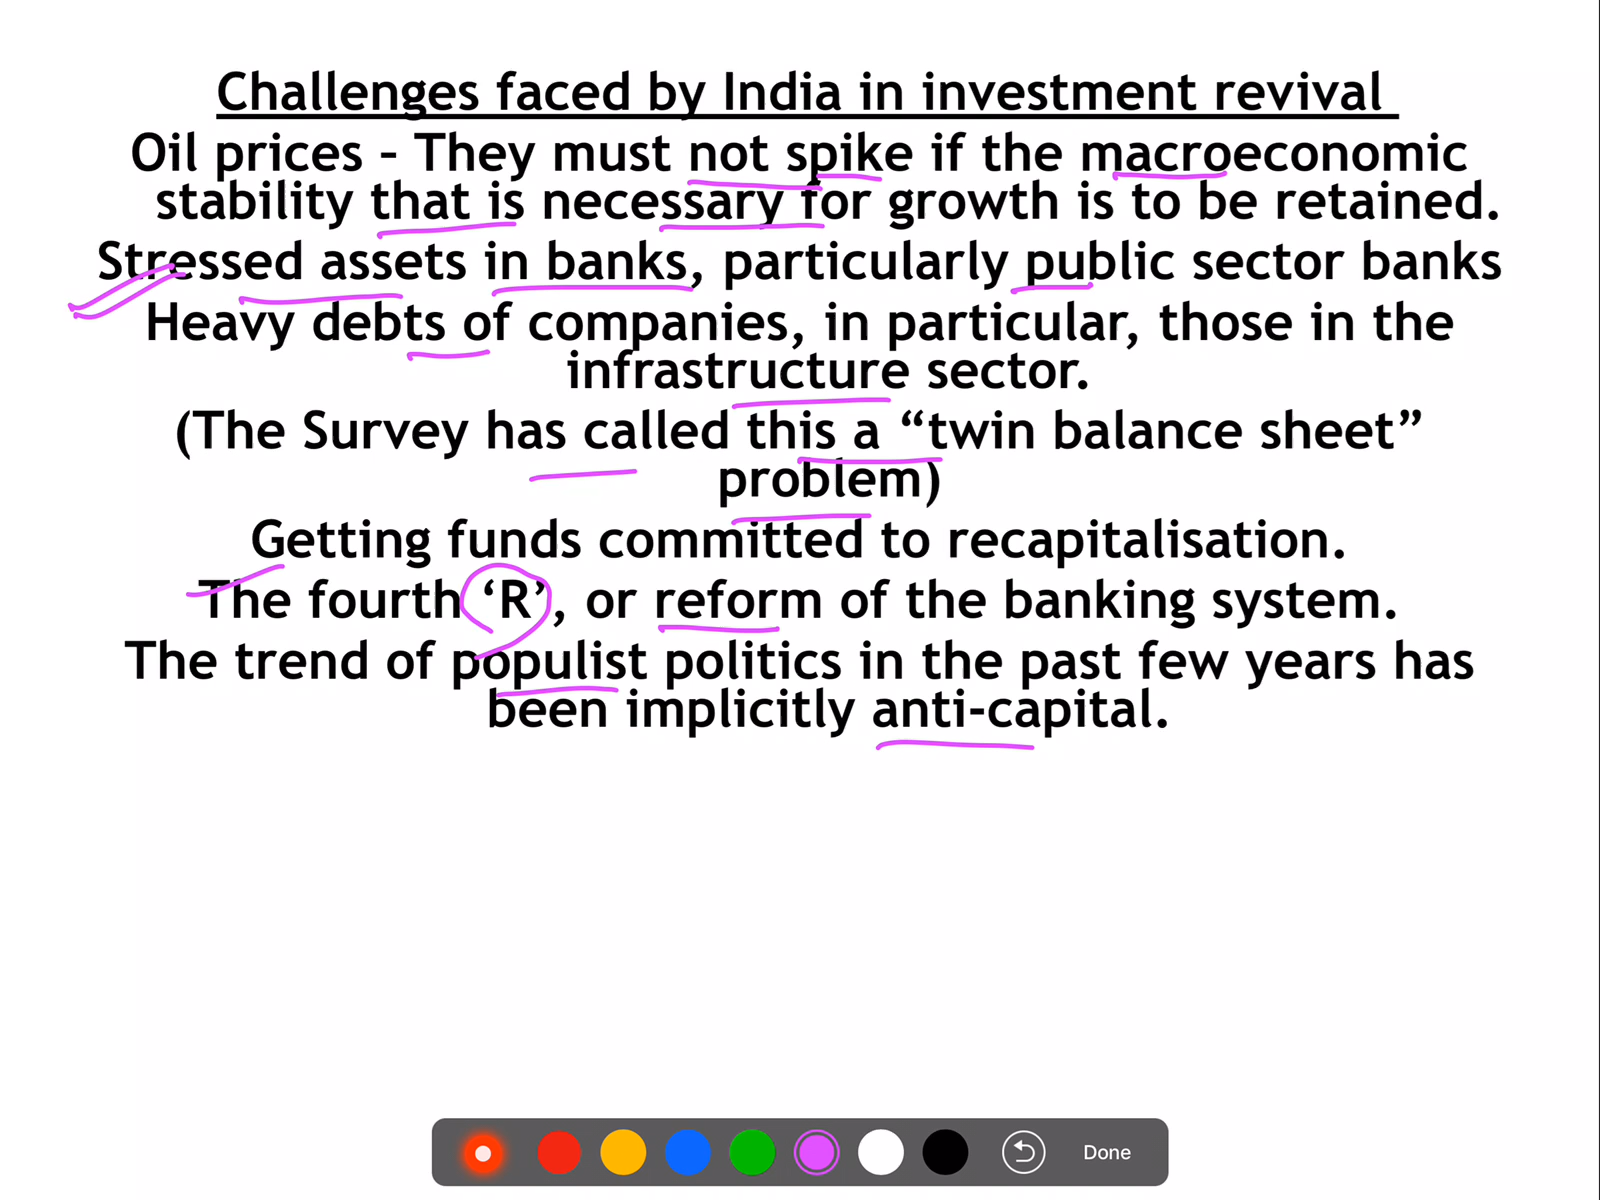 Challenges faced by India in investment revival
Oil prices – They must not spike if the macroeconomic
stability that is necessary for growth is to be retained.
Stressed assets in banks, particularly public sector banks
Heavy debts of companies, in particular, those in the
infrastructure sector.
(The Survey has called this a “twin balance sheet”
problem)
Getting funds committed to recapitalisation.
The fourth ‘R’, or reform of the banking system.
The trend of populist politics in the past few years has
been implicitly anti-capital.
Done